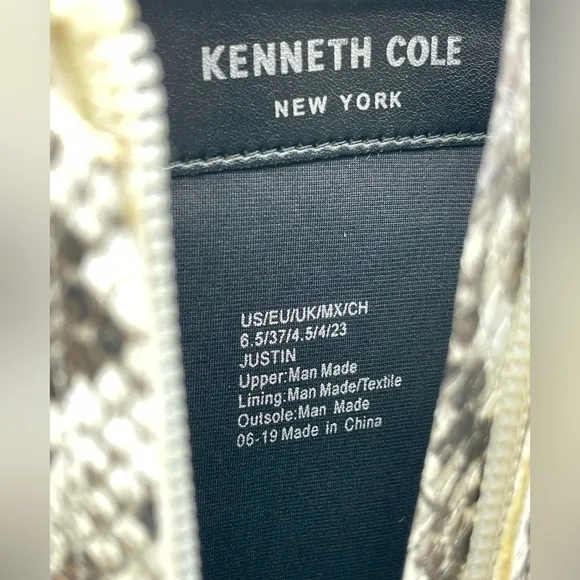 KENNETH COLE
NEW YORK
US/EU/UK/MX/CH
6.5/37/4.5/4/23
JUSTIN
Upper:Man Made
Lining:Man Made/Textile
Outsole:Man Made
06-19 Made in China